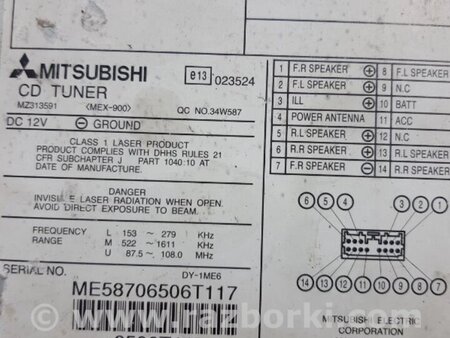 MITSUBISHI
e13 023524
CD TUNER
MZ313591 <MEX-900> QC NO.34W587
DC 12V ⊖ GROUND
CLASS 1 LASER PRODUCT
PRODUCT COMPLIES WITH DHHS RULES 21
CFR SUBCHAPTER J PART 1040.10 AT
DATE OF MANUFACTURE.
DANGER
INVISIBLE LASER RADIATION WHEN OPEN.
AVOID DIRECT EXPOSURE TO BEAM.
FREQUENCY L 153 ~ 279 KHz
RANGE M 522 ~ 1611 KHz
U 87.5 ~ 108.0 MHz
SERIAL NO. DY-1ME6
ME58706506T117
1 F.R SPEAKER ⊕ 8 F.L SPEAKER
2 F.L SPEAKER ⊕ 9 N.C
3 ILL 10 BATT
4 POWER ANTENNA 11 ACC
5 R.L SPEAKER ⊕ 12 N.C
6 R.R SPEAKER ⊕ 13 R.L SP
7 F.R SPEAKER ⊖ 14 R.R
6 5 4 3 2 1
14 13 12 11 10 9 8 7
MITSUBISHI ELECTRIC
CORPORATION
www.razborki.com